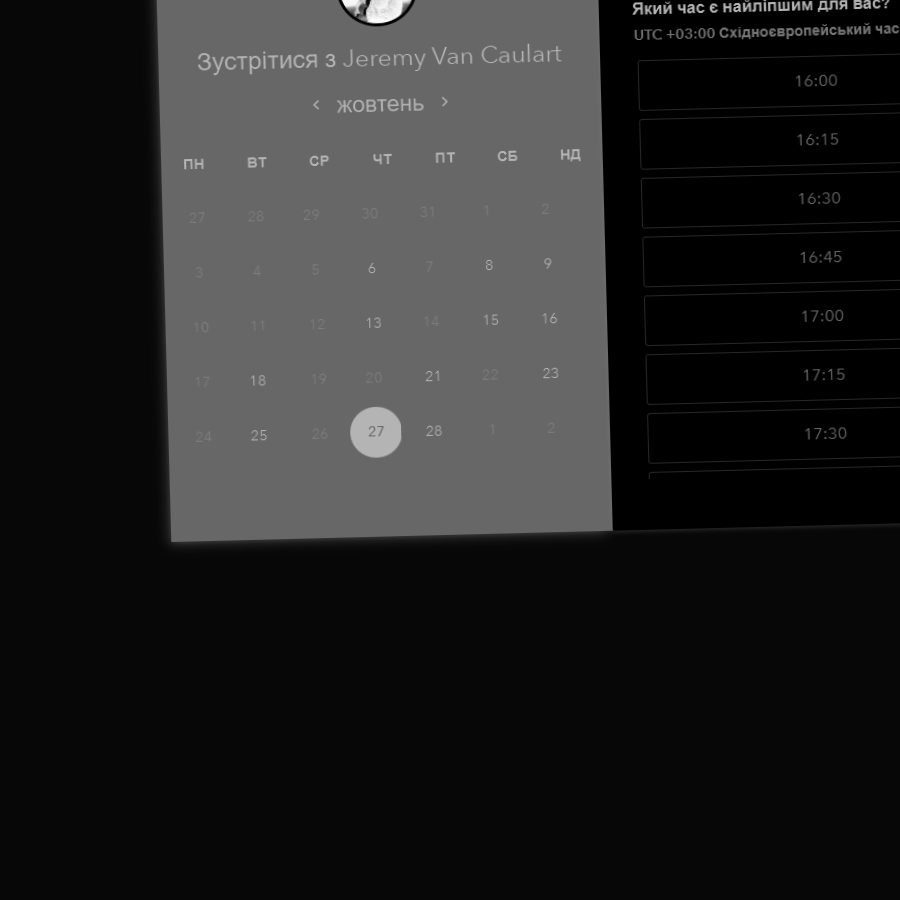 Зустрітися з Jeremy Van Caulart
‹ жовтень ›
ПН ВТ СР ЧТ ПТ СБ НД
27 28 29 30 31 1 2
3 4 5 6 7 8 9
10 11 12 13 14 15 16
17 18 19 20 21 22 23
24 25 26 27 28 1 2
Який час є найліпшим для вас?
UTC +03:00 Східноєвропейський час
16:00
16:15
16:30
16:45
17:00
17:15
17:30